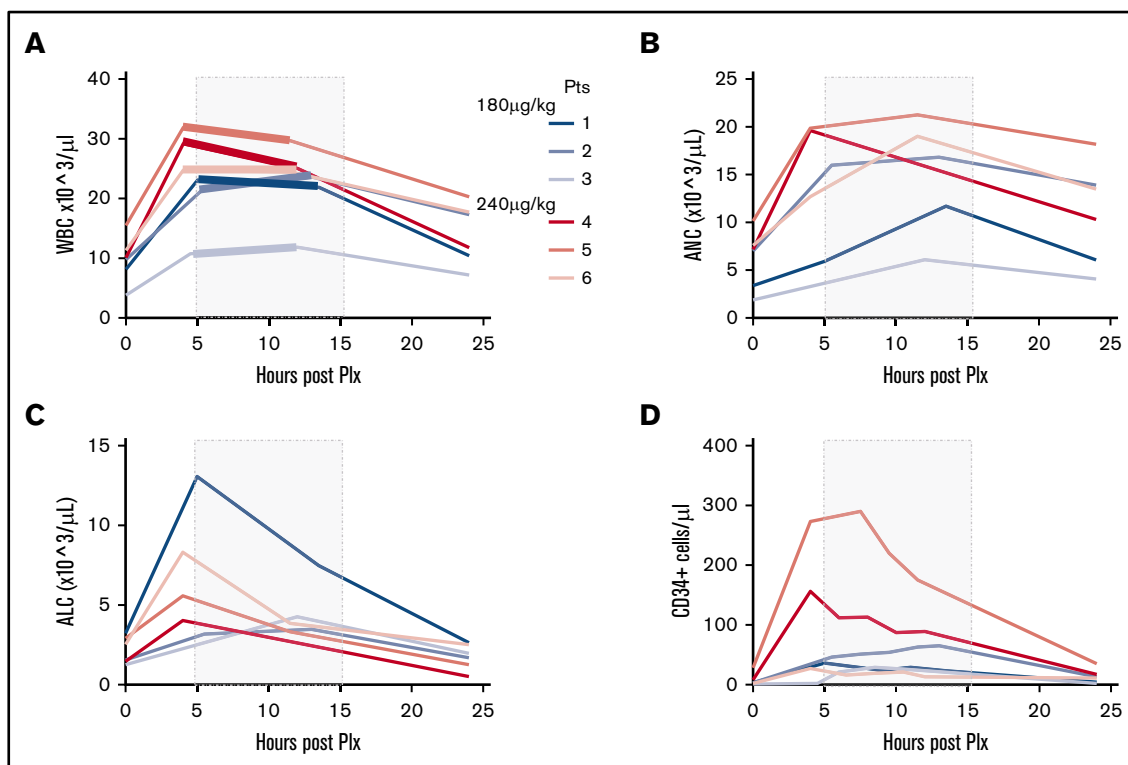 A
WBC x10^3/μl
40
30
20
10
0
0 5 10 15 20 25
Hours post Plx
Pts
180μg/kg
1
2
3
240μg/kg
4
5
6
B
ANC (x10^3/μL)
25
20
15
10
5
0
0 5 10 15 20 25
Hours post Plx
C
ALC (x10^3/μL)
15
10
5
0
0 5 10 15 20 25
Hours post Plx
D
CD34+ cells/μl
400
300
200
100
0
0 5 10 15 20 25
Hours post Plx